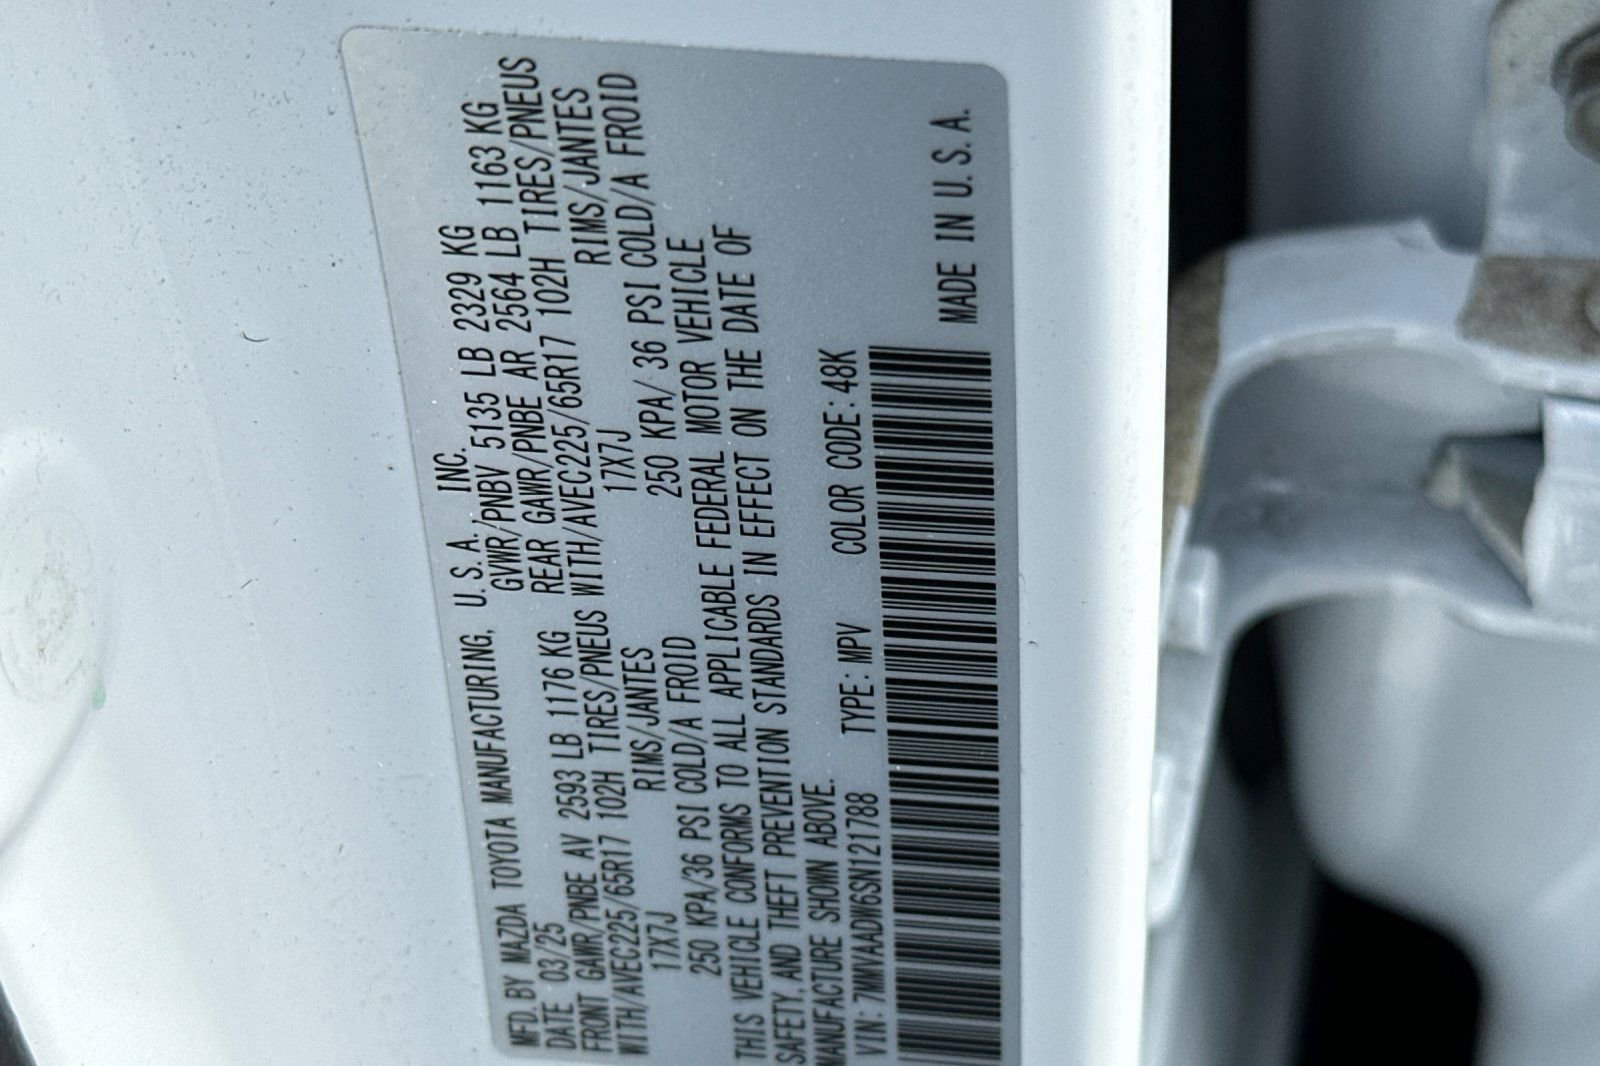 MFD. BY MAZDA TOYOTA MANUFACTURING, U.S.A., INC.
DATE 03/25 GVWR/PNBV 5135 LB 2329 KG
FRONT GAWR/PNBE AV 2593 LB 1176 KG REAR GAWR/PNBE AR 2564 LB 1163 KG
WITH/AVEC225/65R17 102H TIRES/PNEUS WITH/AVEC225/65R17 102H TIRES/PNEUS
17X7J RIMS/JANTES 17X7J RIMS/JANTES
250 KPA/36 PSI COLD/A FROID 250 KPA/ 36 PSI COLD/A FROID
THIS VEHICLE CONFORMS TO ALL APPLICABLE FEDERAL MOTOR VEHICLE
SAFETY, AND THEFT PREVENTION STANDARDS IN EFFECT ON THE DATE OF
MANUFACTURE SHOWN ABOVE.
VIN: 7MMVAADW6SN121788 TYPE: MPV COLOR CODE: 48K
MADE IN U.S.A.